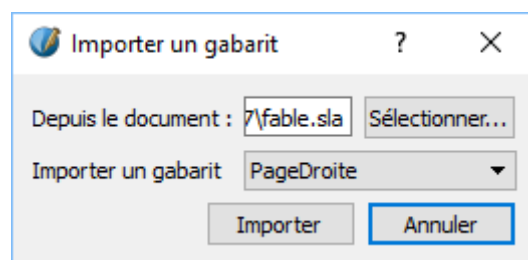 Importer un gabarit ?
Depuis le document : 7\fable.sla Sélectionner...
Importer un gabarit PageDroite
Importer Annuler